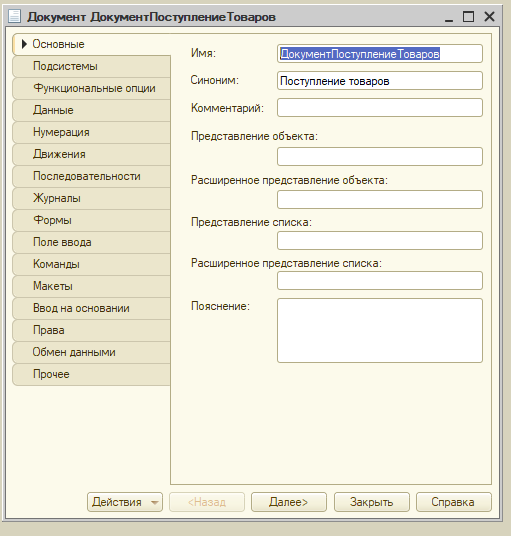 Документ ДокументПоступлениеТоваров
Основные
Подсистемы
Функциональные опции
Данные
Нумерация
Движения
Последовательности
Журналы
Формы
Поле ввода
Команды
Макеты
Ввод на основании
Права
Обмен данными
Прочее
Имя: ДокументПоступлениеТоваров
Синоним: Поступление товаров
Комментарий:
Представление объекта:
Расширенное представление объекта:
Представление списка:
Расширенное представление списка:
Пояснение:
Действия <Назад Далее> Закрыть Справка